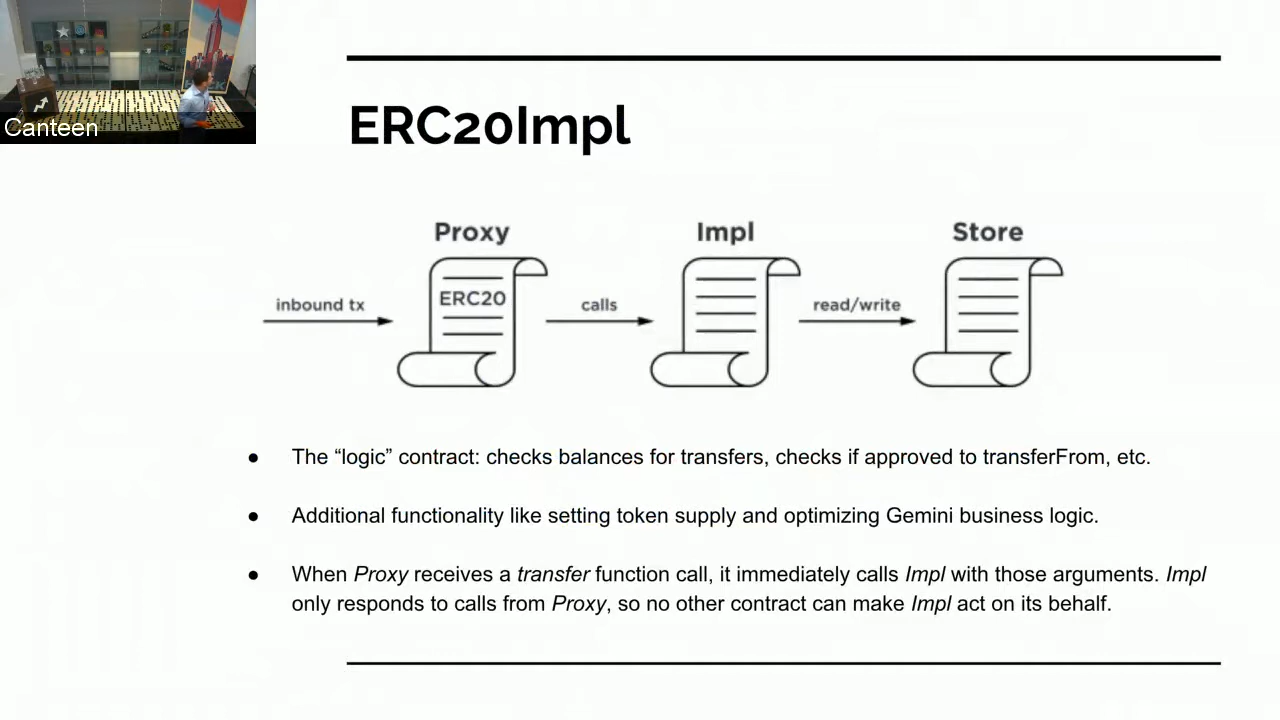 Canteen
ERC20Impl
Proxy
Impl
Store
inbound tx
ERC20
calls
read/write
● The “logic” contract: checks balances for transfers, checks if approved to transferFrom, etc.
● Additional functionality like setting token supply and optimizing Gemini business logic.
● When Proxy receives a transfer function call, it immediately calls Impl with those arguments. Impl
only responds to calls from Proxy, so no other contract can make Impl act on its behalf.